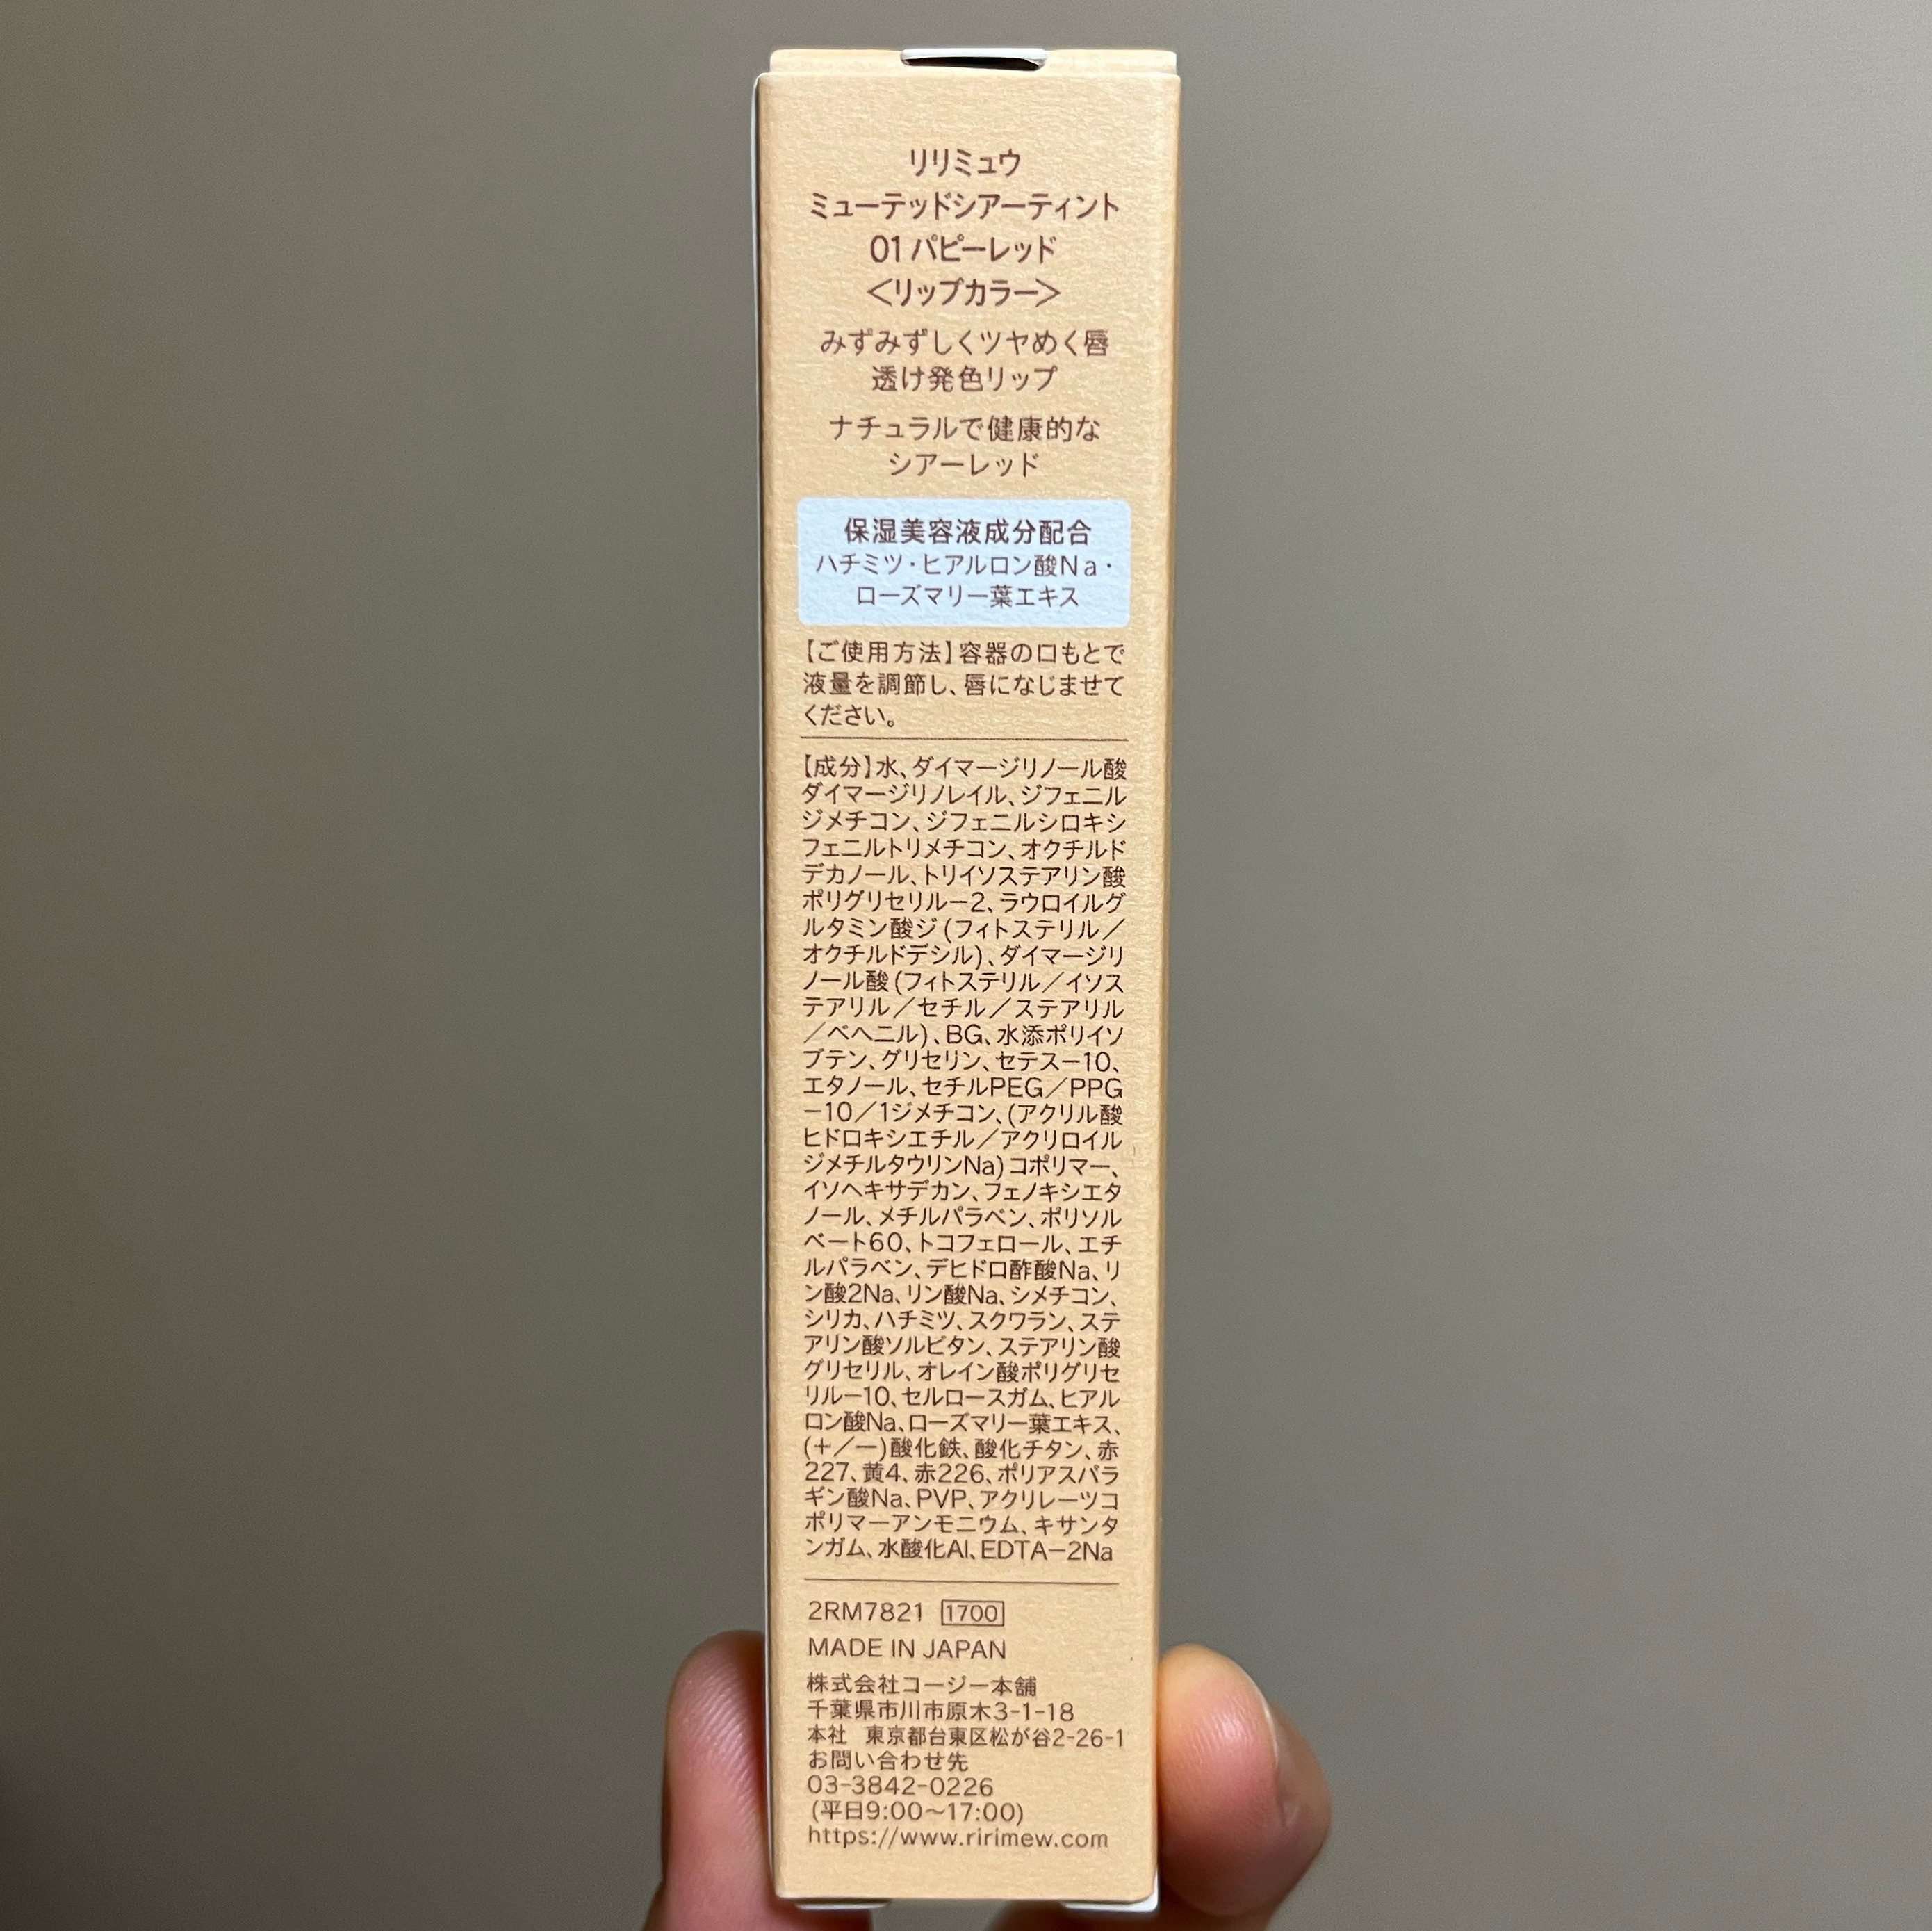 リリミュウ
ミューテッドシアーティント
01 パピーレッド
＜リップカラー＞
みずみずしくツヤめく唇
透け発色リップ
ナチュラルで健康的な
シアーレッド
保湿美容液成分配合
ハチミツ・ヒアルロン酸Ｎａ・
ローズマリー葉エキス
【ご使用方法】容器の口もとで
液量を調節し、唇になじませて
ください。
【成分】水、ダイマージリノール酸
ダイマージリノレイル、ジフェニル
ジメチコン、ジフェニルシロキシ
フェニルトリメチコン、オクチルド
デカノール、トリイソステアリン酸
ポリグリセリルー2、ラウロイルグ
ルタミン酸ジ(フィトステリル／
オクチルドデシル)、ダイマージリ
ノール酸(フィトステリル／イソス
テアリル／セチル／ステアリル
／ベヘニル)、BG、水添ポリイソ
ブテン、グリセリン、セテスー10、
エタノール、セチルPEG／PPG
－10／1ジメチコン、(アクリル酸
ヒドロキシエチル／アクリロイル
ジメチルタウリンNa)コポリマー、
イソヘキサデカン、フェノキシエタ
ノール、メチルパラベン、ポリソル
ベート60、トコフェロール、エチ
ルパラベン、デヒドロ酢酸Na、リ
ン酸2Na、リン酸Na、シメチコン、
シリカ、ハチミツ、スクワラン、ステ
アリン酸ソルビタン、ステアリン酸
グリセリル、オレイン酸ポリグリセ
リルー10、セルロースガム、ヒアル
ロン酸Na、ローズマリー葉エキス、
(＋／－)酸化鉄、酸化チタン、赤
227、黄4、赤226、ポリアスパラ
ギン酸Na、PVP、アクリレーツコ
ポリマーアンモニウム、キサンタ
ンガム、水酸化Al、EDTA－2Na
2RM7821 1700
MADE IN JAPAN
株式会社コージー本舗
千葉県市川市原木3-1-18
本社　東京都台東区松が谷2-26-1
お問い合わせ先
03-3842-0226
(平日9:00～17:00)
https://www.ririmew.com